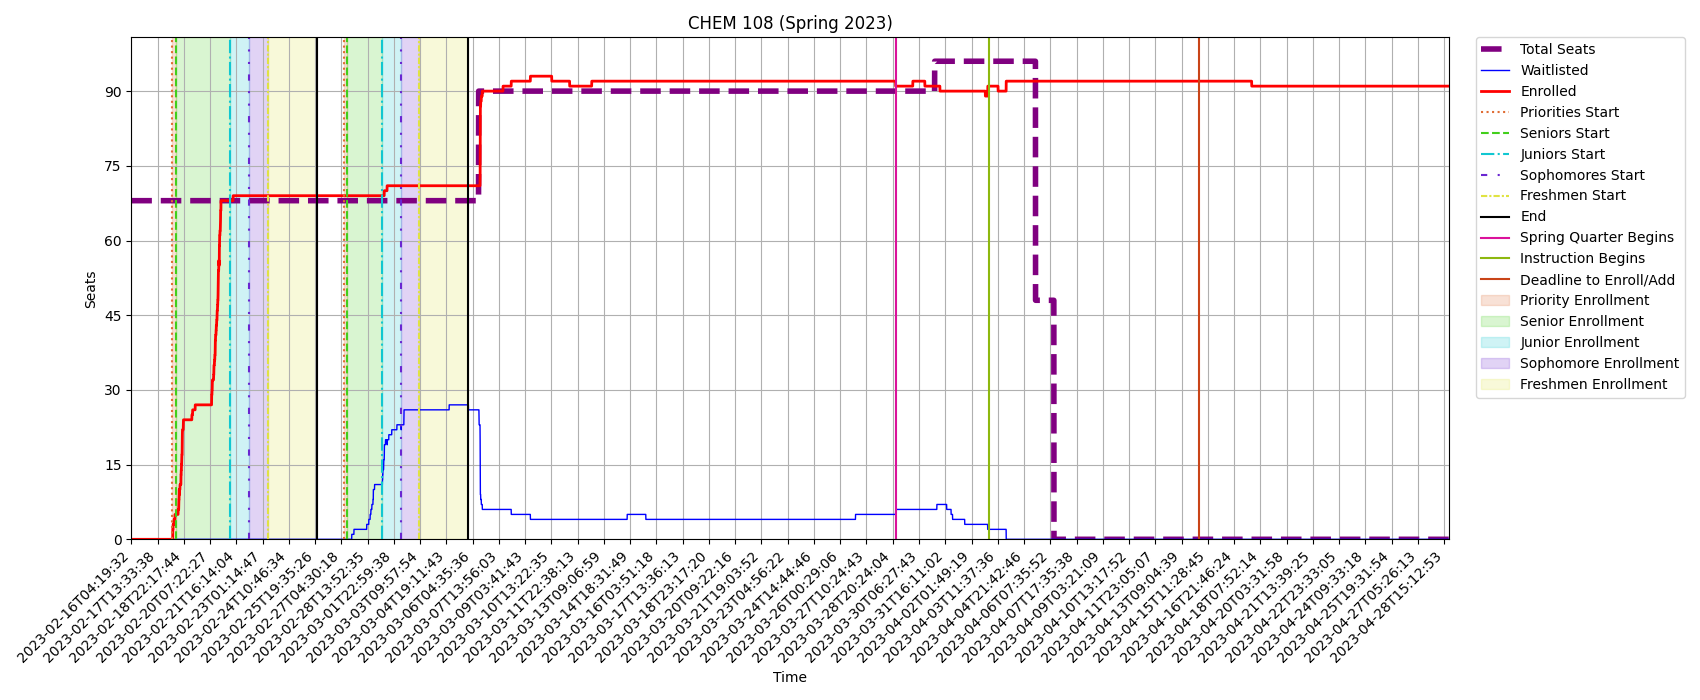 CHEM 108 (Spring 2023)
Seats
90
75
60
45
30
15
0
2023-02-16T04:19:32
2023-02-17T13:33:38
2023-02-18T22:17:44
2023-02-20T07:22:27
2023-02-21T16:14:04
2023-02-23T01:14:47
2023-02-24T10:46:34
2023-02-25T19:35:26
2023-02-27T04:30:18
2023-02-28T13:52:35
2023-03-01T22:59:38
2023-03-03T09:57:54
2023-03-04T19:11:43
2023-03-06T04:35:36
2023-03-07T13:56:03
2023-03-09T03:41:43
2023-03-10T13:22:35
2023-03-11T22:38:13
2023-03-13T09:06:59
2023-03-14T18:31:49
2023-03-16T03:51:18
2023-03-17T13:36:13
2023-03-18T23:17:20
2023-03-20T09:22:16
2023-03-21T19:03:52
2023-03-23T04:56:22
2023-03-24T14:44:46
2023-03-26T00:29:06
2023-03-27T10:24:43
2023-03-28T20:24:04
2023-03-30T06:27:43
2023-03-31T16:11:02
2023-04-02T01:49:19
2023-04-03T11:37:36
2023-04-04T21:42:46
2023-04-06T07:35:52
2023-04-07T17:35:38
2023-04-09T03:21:09
2023-04-10T13:17:52
2023-04-11T23:05:07
2023-04-13T09:04:39
2023-04-15T11:28:45
2023-04-16T21:46:24
2023-04-18T07:52:14
2023-04-20T03:31:58
2023-04-21T13:39:25
2023-04-22T23:33:05
2023-04-24T09:33:18
2023-04-25T19:31:54
2023-04-27T05:26:13
2023-04-28T15:12:53
Time
Total Seats
Waitlisted
Enrolled
Priorities Start
Seniors Start
Juniors Start
Sophomores Start
Freshmen Start
End
Spring Quarter Begins
Instruction Begins
Deadline to Enroll/Add
Priority Enrollment
Senior Enrollment
Junior Enrollment
Sophomore Enrollment
Freshmen Enrollment